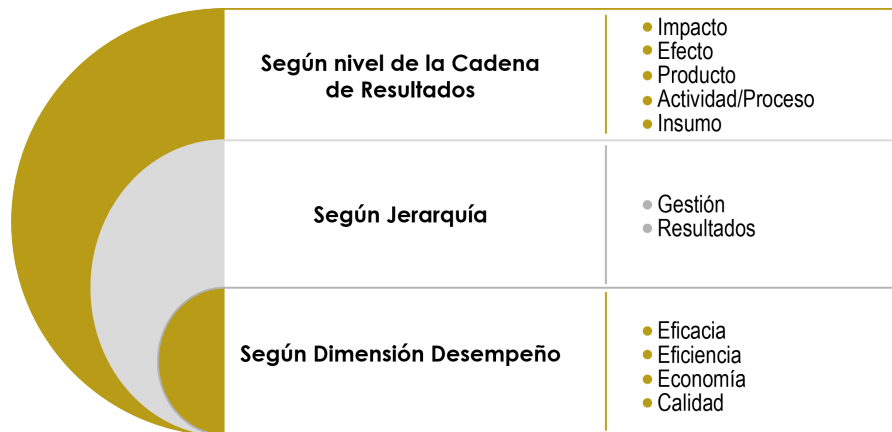 Según nivel de la Cadena
de Resultados
• Impacto
• Efecto
• Producto
• Actividad/Proceso
• Insumo
Según Jerarquía
• Gestión
• Resultados
Según Dimensión Desempeño
• Eficacia
• Eficiencia
• Economía
• Calidad